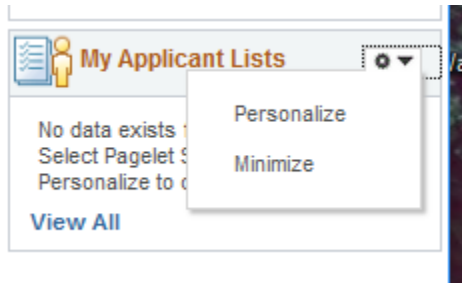 My Applicant Lists
/a
Personalize
No data exists
Select Pagelet S
Minimize
Personalize to
View All